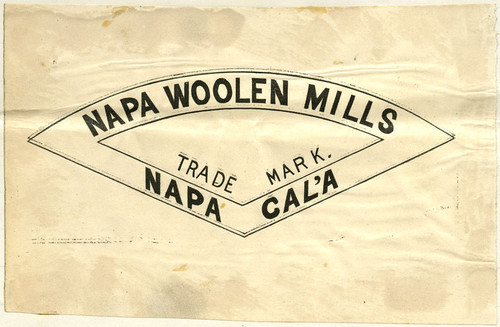 NAPA WOOLEN MILLS
TRADE MARK.
NAPA CAL'A